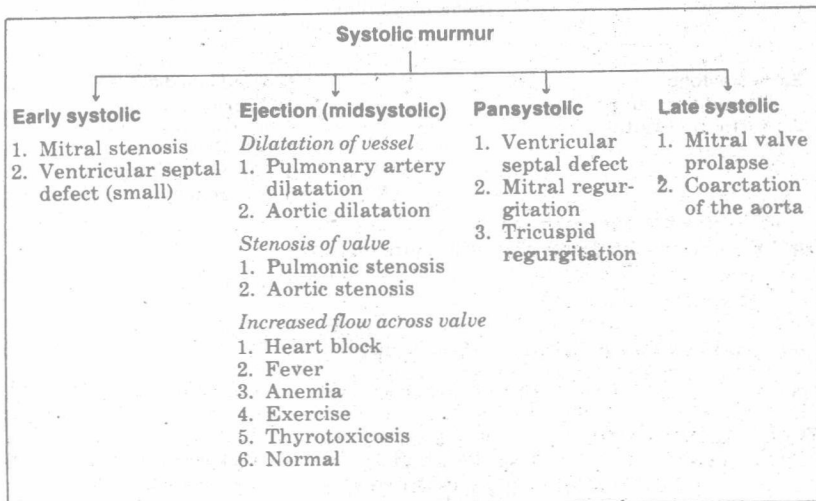 Systolic murmur
Early systolic
1. Mitral stenosis
2. Ventricular septal
defect (small)
Ejection (midsystolic)
Dilatation of vessel
1. Pulmonary artery
dilatation
2. Aortic dilatation
Stenosis of valve
1. Pulmonic stenosis
2. Aortic stenosis
Increased flow across valve
1. Heart block
2. Fever
3. Anemia
4. Exercise
5. Thyrotoxicosis
6. Normal
Pansystolic
1. Ventricular
septal defect
2. Mitral regur-
gitation
3. Tricuspid
regurgitation
Late systolic
1. Mitral valve
prolapse
2. Coarctation
of the aorta